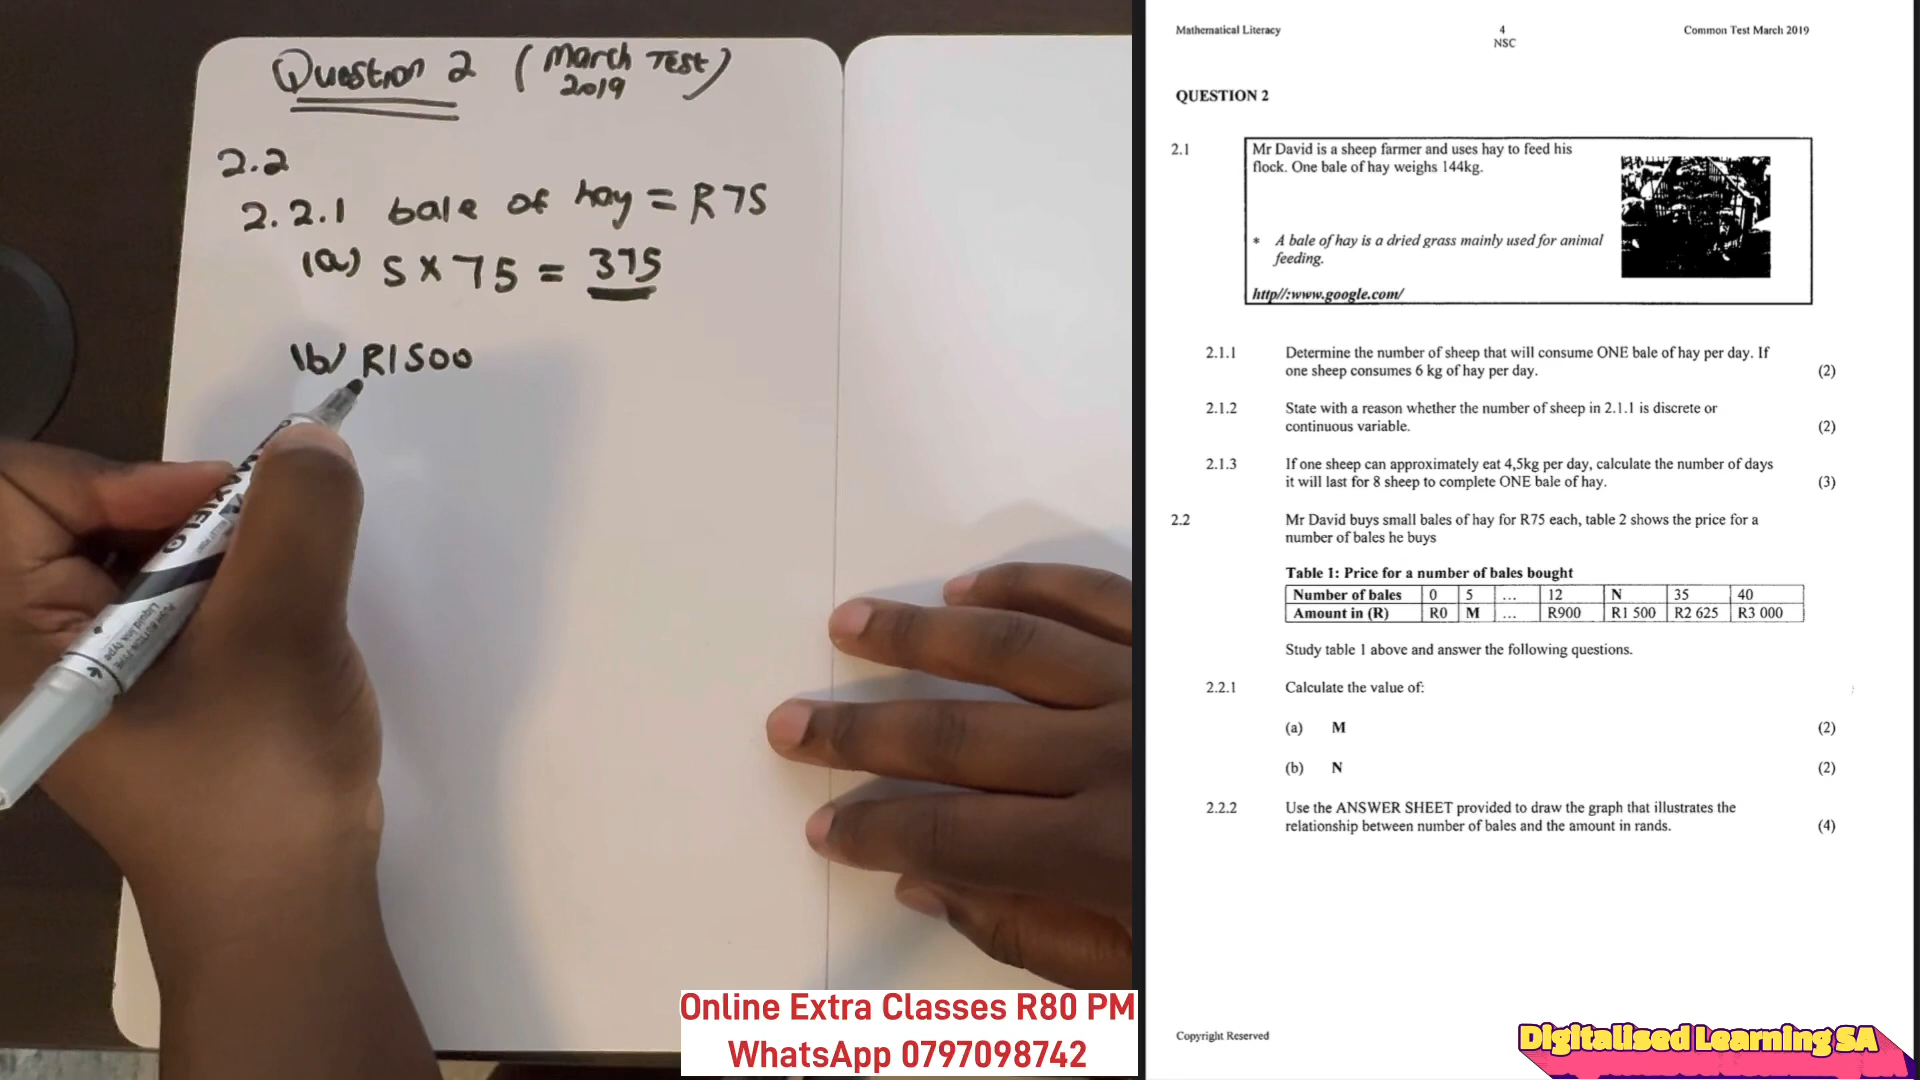 Question 2 (March Test)
2019
2.2
2.2.1 bale of hay = R75
(a) 5 x 75 = 375
(b) R1500
Online Extra Classes R80 PM
WhatsApp 0797098742
Mathematical Literacy
4
NSC
Common Test March 2019
QUESTION 2
2.1
Mr David is a sheep farmer and uses hay to feed his
flock. One bale of hay weighs 144kg.
* A bale of hay is a dried grass mainly used for animal
feeding.
http//:www.google.com/
2.1.1 Determine the number of sheep that will consume ONE bale of hay per day. If
one sheep consumes 6 kg of hay per day. (2)
2.1.2 State with a reason whether the number of sheep in 2.1.1 is discrete or
continuous variable. (2)
2.1.3 If one sheep can approximately eat 4,5kg per day, calculate the number of days
it will last for 8 sheep to complete ONE bale of hay. (3)
2.2 Mr David buys small bales of hay for R75 each, table 2 shows the price for a
number of bales he buys
Table 1: Price for a number of bales bought
Number of bales 0 5 ... 12 N 35 40
Amount in (R) R0 M ... R900 R1 500 R2 625 R3 000
Study table 1 above and answer the following questions.
2.2.1 Calculate the value of:
(a) M (2)
(b) N (2)
2.2.2 Use the ANSWER SHEET provided to draw the graph that illustrates the
relationship between number of bales and the amount in rands. (4)
Copyright Reserved
Digitalised Learning SA